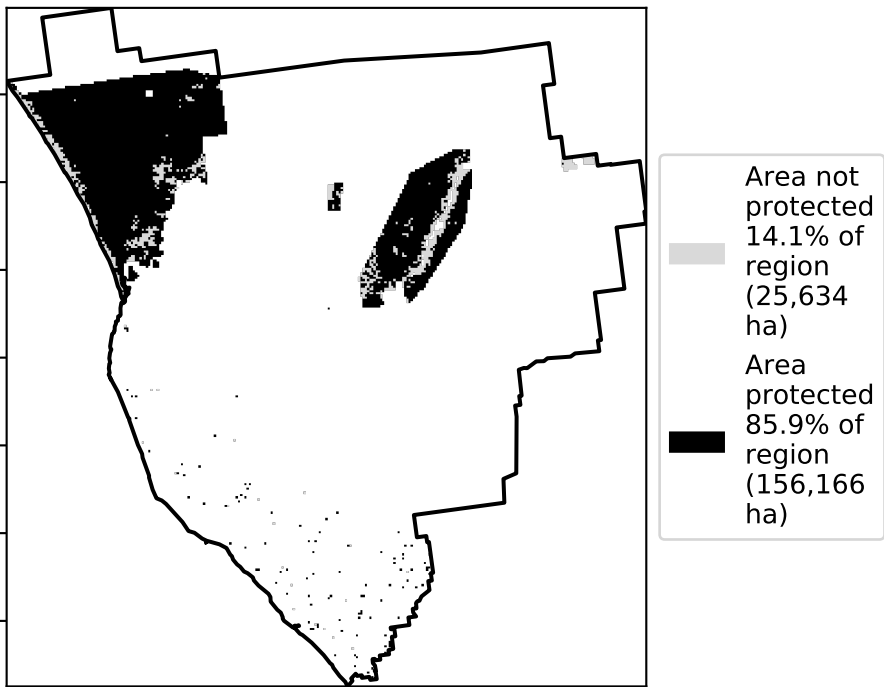 Area not
protected
14.1% of
region
(25,634
ha)
Area
protected
85.9% of
region
(156,166
ha)